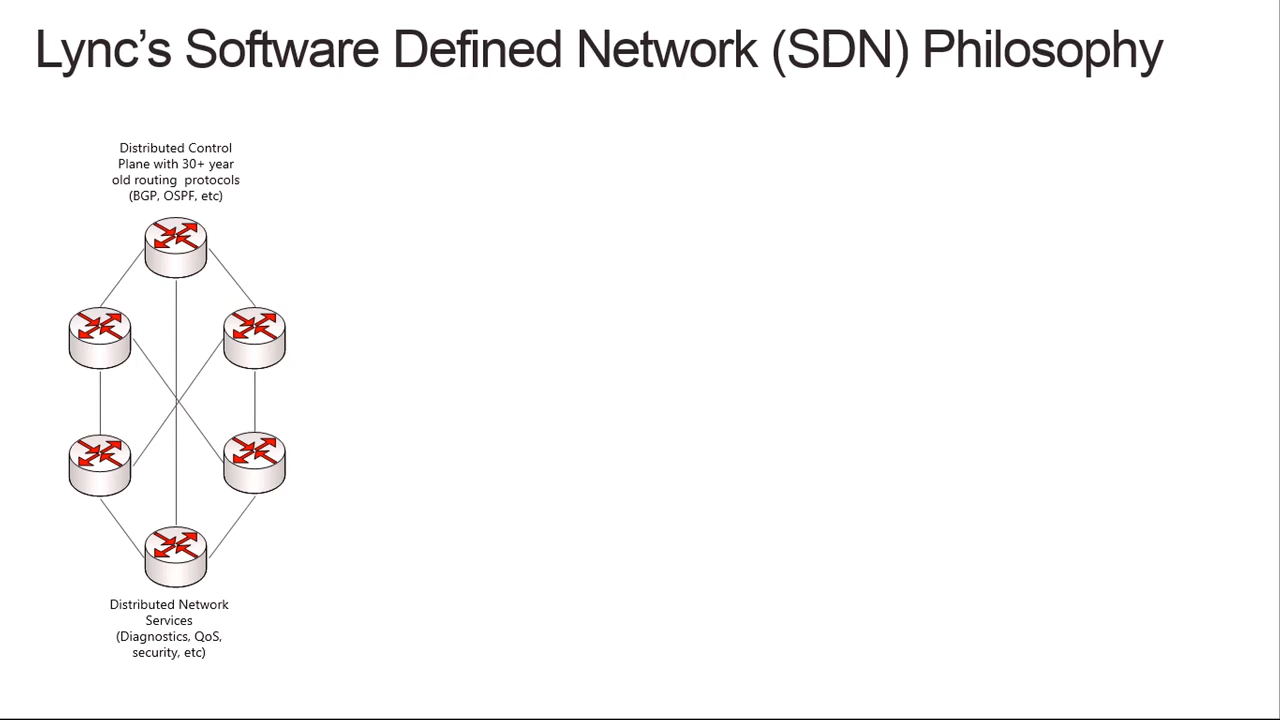 Lync’s Software Defined Network (SDN) Philosophy
Distributed Control
Plane with 30+ year
old routing protocols
(BGP, OSPF, etc)
Distributed Network
Services
(Diagnostics, QoS,
security, etc)